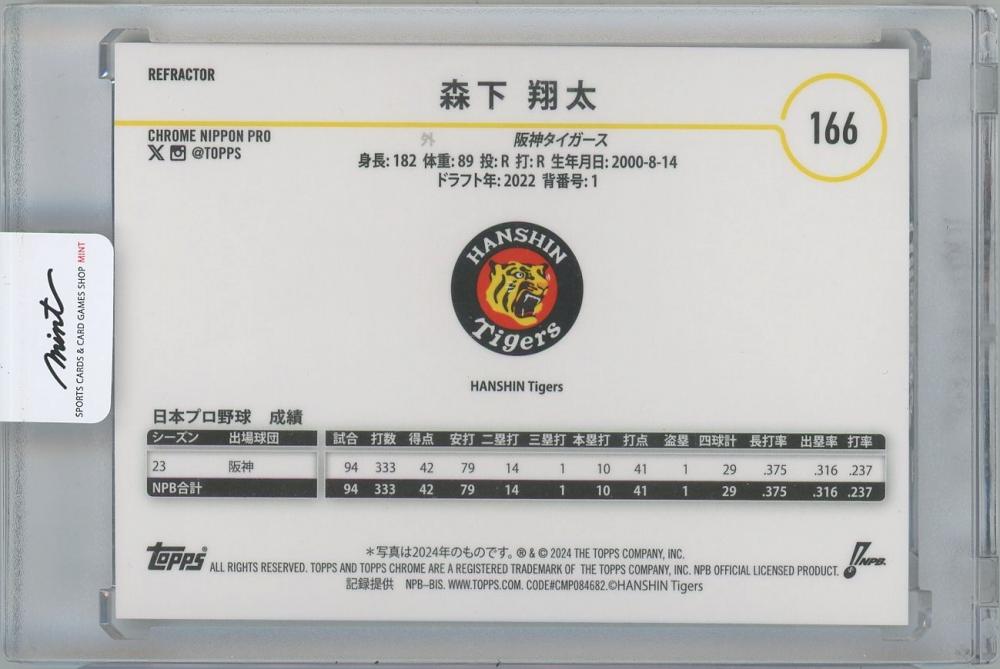 REFRACTOR
森下 翔太
166
CHROME NIPPON PRO
@TOPPS
外
阪神タイガース
身長: 182 体重: 89 投: R 打: R 生年月日: 2000-8-14
ドラフト年: 2022 背番号: 1
mint
SPORTS CARDS & CARD GAMES SHOP MINT
HANSHIN
Tigers
HANSHIN Tigers
日本プロ野球 成績
シーズン 出場球団 試合 打数 得点 安打 二塁打 三塁打 本塁打 打点 盗塁 四球計 長打率 出塁率 打率
23 阪神 94 333 42 79 14 1 10 41 1 29 .375 .316 .237
NPB合計 94 333 42 79 14 1 10 41 1 29 .375 .316 .237
topps®
*写真は2024年のものです。® & © 2024 THE TOPPS COMPANY, INC.
ALL RIGHTS RESERVED. TOPPS AND TOPPS CHROME ARE A REGISTERED TRADEMARK OF THE TOPPS COMPANY, INC. NPB OFFICIAL LICENSED PRODUCT.
NPB
記録提供 NPB-BIS. WWW.TOPPS.COM. CODE#CMP084682.©HANSHIN Tigers